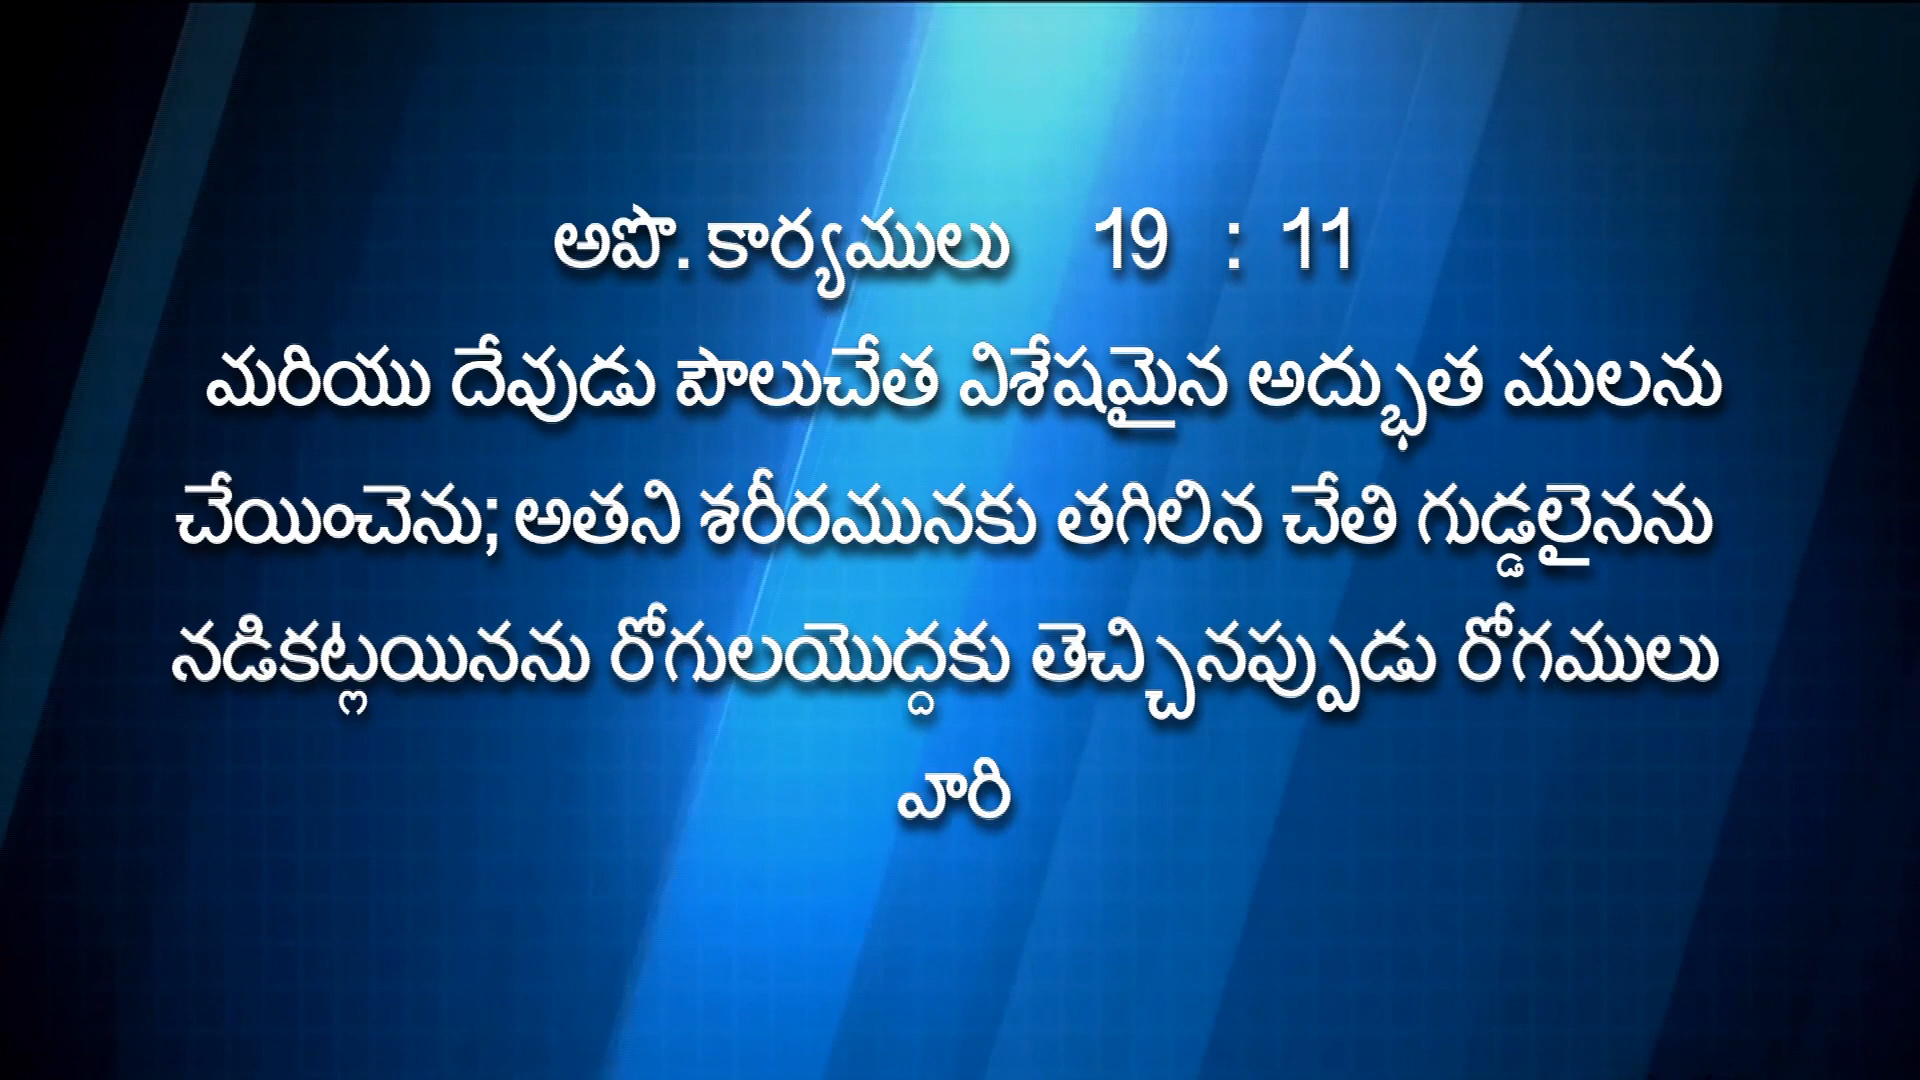 అపొ. కార్యములు 19 : 11
మరియు దేవుడు పౌలుచేత విశేషమైన అద్భుత ములను
చేయించెను; అతని శరీరమునకు తగిలిన చేతి గుడ్డలైనను
నడికట్లయినను రోగులయొద్దకు తెచ్చినప్పుడు రోగములు
వారి